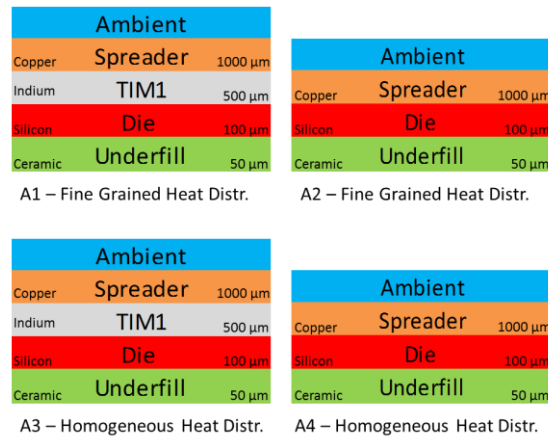 Ambient
Copper Spreader 1000 µm
Indium TIM1 500 µm
Silicon Die 100 µm
Ceramic Underfill 50 µm
A1 – Fine Grained Heat Distr.
Ambient
Copper Spreader 1000 µm
Silicon Die 100 µm
Ceramic Underfill 50 µm
A2 – Fine Grained Heat Distr.
Ambient
Copper Spreader 1000 µm
Indium TIM1 500 µm
Silicon Die 100 µm
Ceramic Underfill 50 µm
A3 – Homogeneous Heat Distr.
Ambient
Copper Spreader 1000 µm
Silicon Die 100 µm
Ceramic Underfill 50 µm
A4 – Homogeneous Heat Distr.